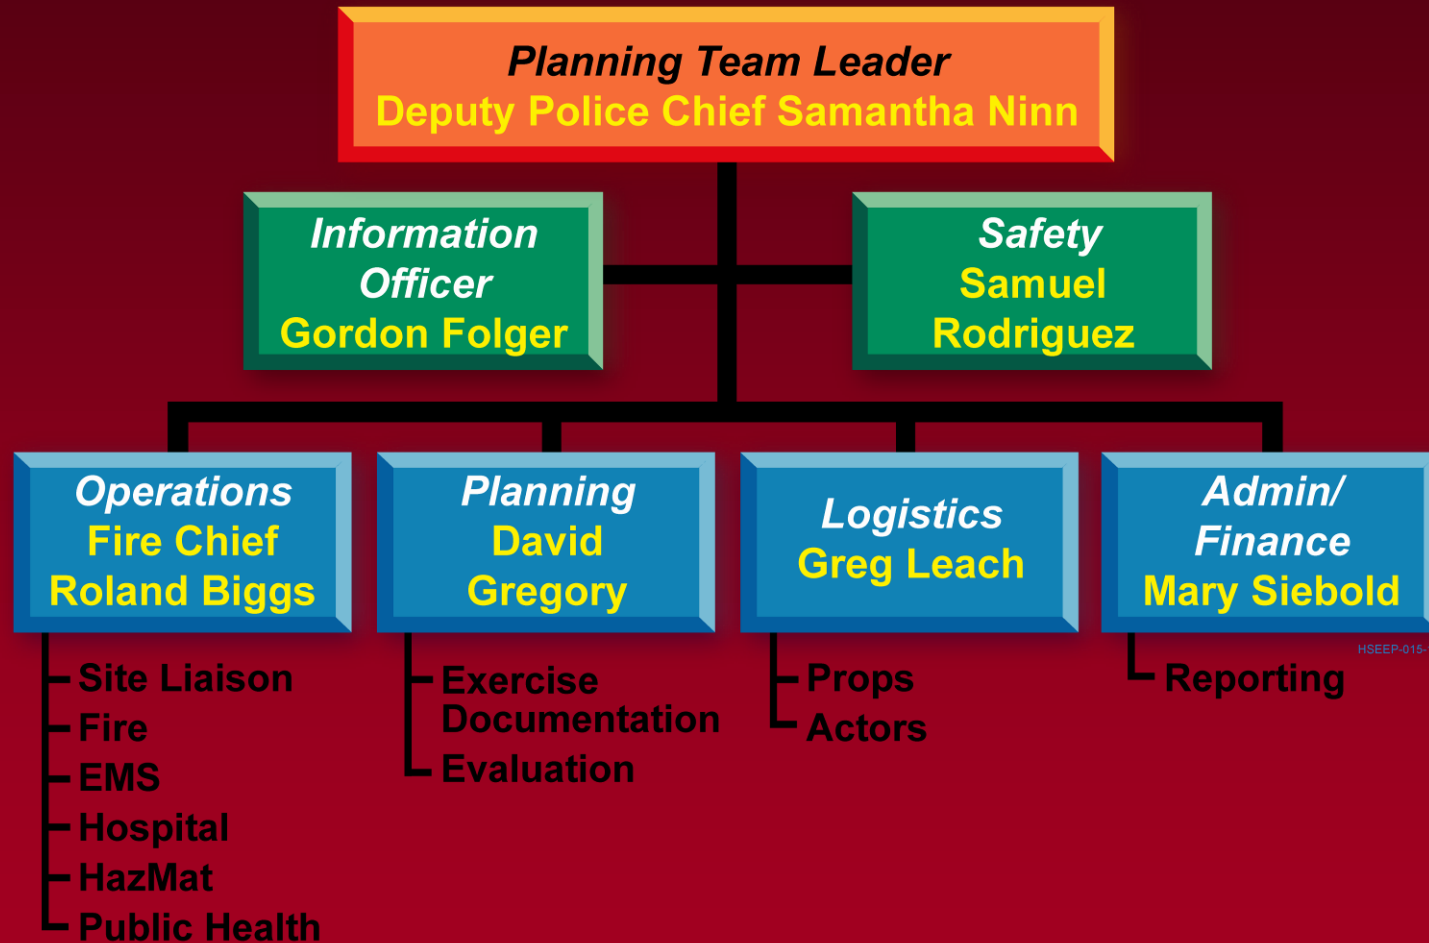 Planning Team Leader
Deputy Police Chief Samantha Ninn
Information
Officer
Gordon Folger
Safety
Samuel
Rodriguez
Operations
Fire Chief
Roland Biggs
Planning
David
Gregory
Logistics
Greg Leach
Admin/
Finance
Mary Siebold
HSEEP-015-
Site Liaison
Fire
EMS
Hospital
HazMat
Public Health
Exercise
Documentation
Evaluation
Props
Actors
Reporting